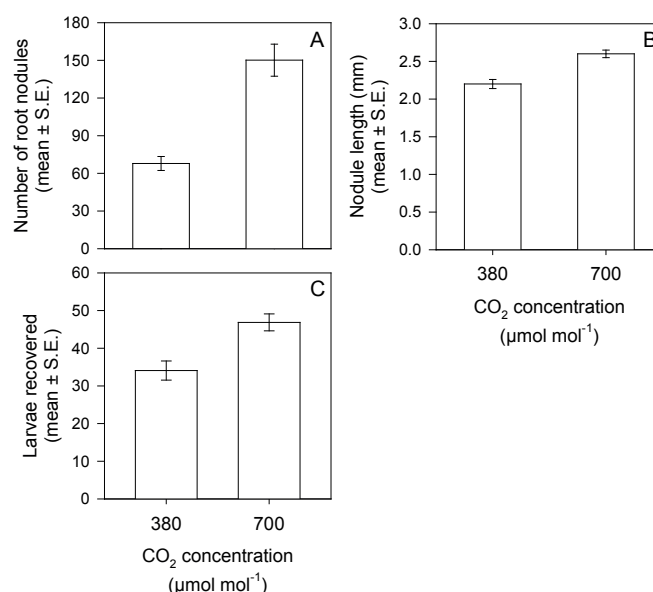 180
150
120
90
60
30
0
Number of root nodules
(mean ± S.E.)
A
3.0
2.5
2.0
1.5
1.0
0.5
0.0
Nodule length (mm)
(mean ± S.E.)
B
380 700
CO₂ concentration
(µmol mol⁻¹)
60
50
40
30
20
10
0
Larvae recovered
(mean ± S.E.)
C
380 700
CO₂ concentration
(µmol mol⁻¹)